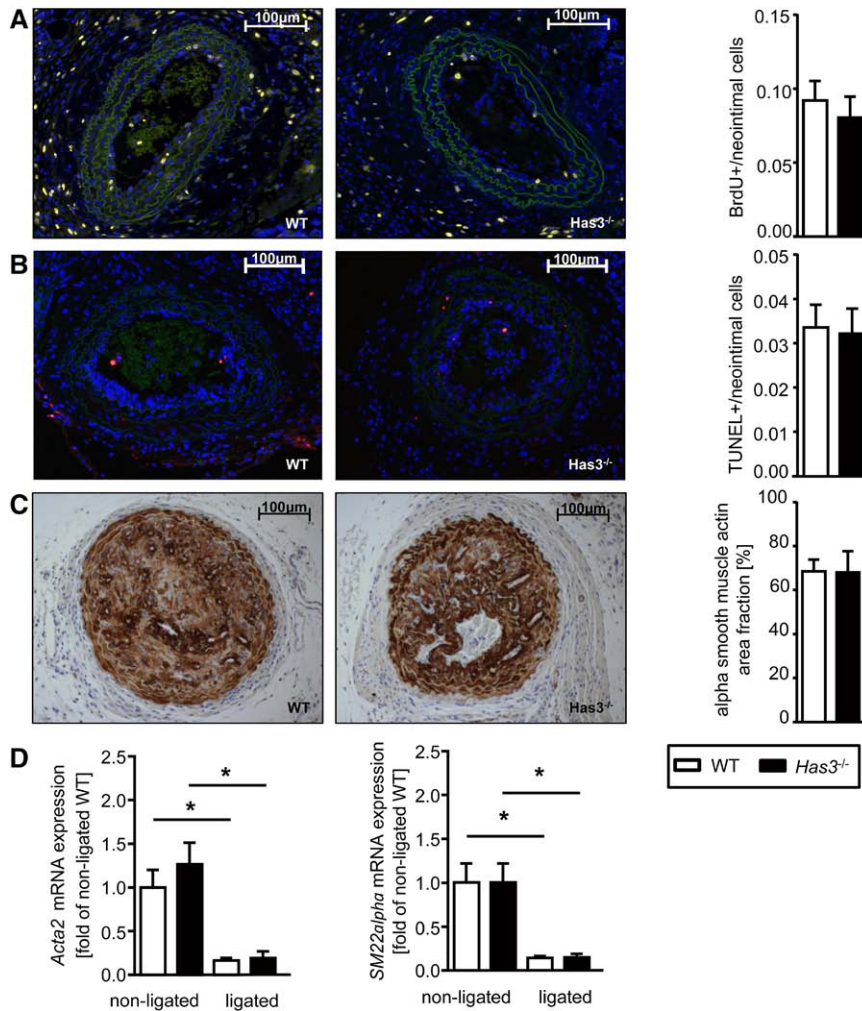 A
100µm
100µm
WT
Has3-/-
BrdU+/neointimal cells
0.15
0.10
0.05
0.00
B
100µm
100µm
WT
Has3-/-
TUNEL+/neointimal cells
0.05
0.04
0.03
0.02
0.01
0.00
C
100µm
100µm
WT
Has3-/-
alpha smooth muscle actin
area fraction [%]
100
80
60
40
20
0
WT Has3-/-
D
Acta2 mRNA expression
[fold of non-ligated WT]
2.5
2.0
1.5
1.0
0.5
0.0
*
*
non-ligated ligated
SM22alpha mRNA expression
[fold of non-ligated WT]
2.5
2.0
1.5
1.0
0.5
0.0
*
*
non-ligated ligated